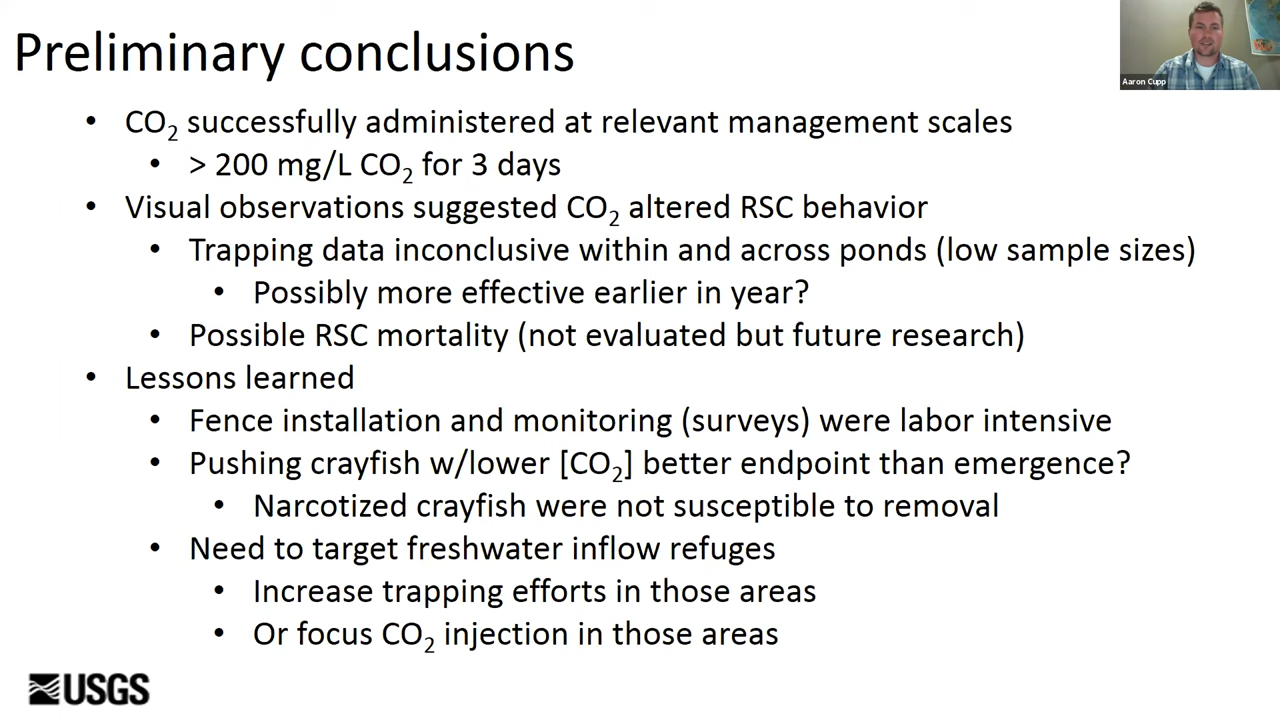 Preliminary conclusions
Aaron Cupp
• CO₂ successfully administered at relevant management scales
• > 200 mg/L CO₂ for 3 days
• Visual observations suggested CO₂ altered RSC behavior
• Trapping data inconclusive within and across ponds (low sample sizes)
• Possibly more effective earlier in year?
• Possible RSC mortality (not evaluated but future research)
• Lessons learned
• Fence installation and monitoring (surveys) were labor intensive
• Pushing crayfish w/lower [CO₂] better endpoint than emergence?
• Narcotized crayfish were not susceptible to removal
• Need to target freshwater inflow refuges
• Increase trapping efforts in those areas
• Or focus CO₂ injection in those areas
USGS